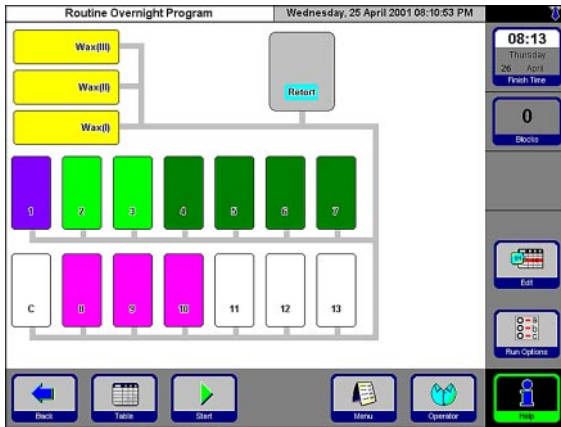 Routine Overnight Program
Wednesday, 25 April 2001 08:10:53 PM
Wax(III)
Wax(II)
Wax(I)
Retort
1
2
3
4
5
6
7
C
8
9
10
11
12
13
08:13
Thursday
26 April
Finish Time
0
Blocks
Edit
Run Options
Back
Table
Start
Menu
Operator
Help